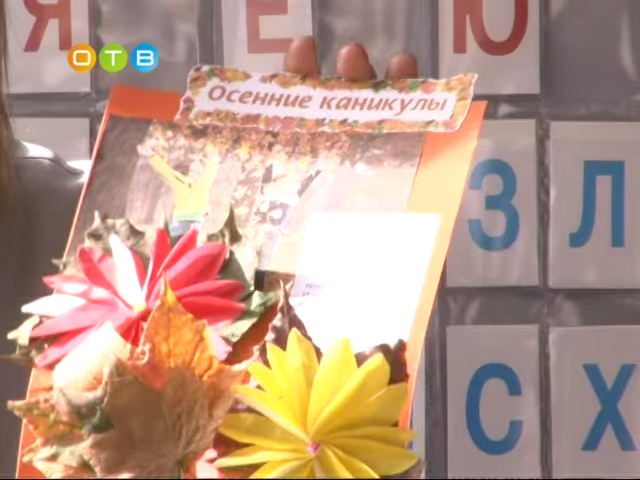 Я Е Ю
ОТВ
Осенние каникулы
З Л
С Х